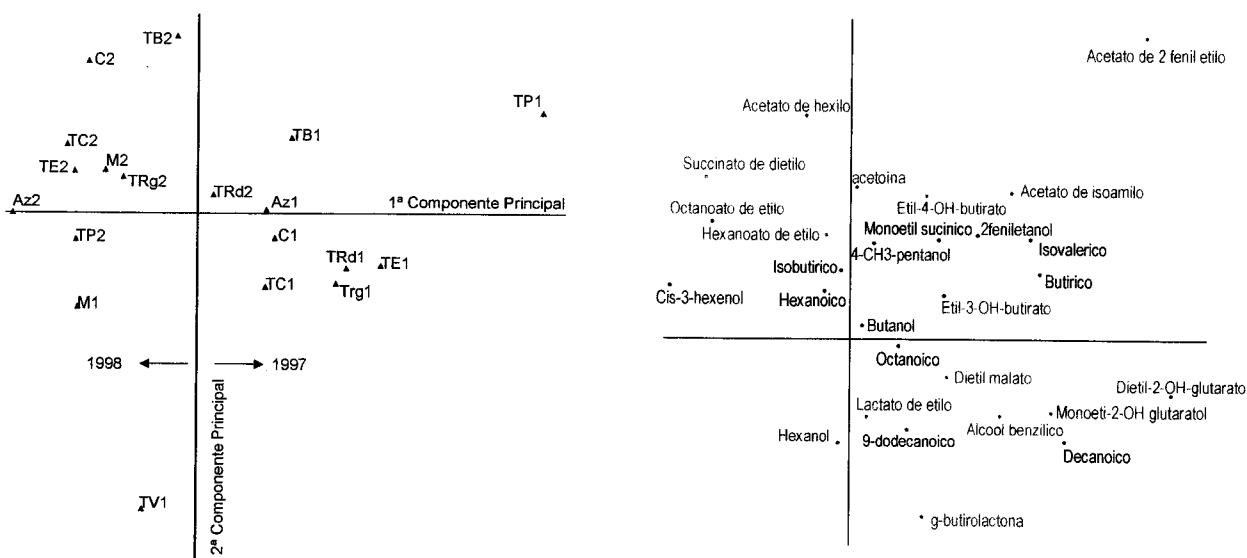 TB2
C2
TP1
TB1
TC2
TE2
M2
TRg2
TRd2
Az2
Az1
1ª Componente Principal
TP2
C1
TRd1
TE1
TC1
Trg1
M1
1998
1997
2ª Componente Principal
TV1
Acetato de 2 fenil etilo
Acetato de hexilo
Succinato de dietilo
acetoina
Acetato de isoamilo
Octanoato de etilo
Etil-4-OH-butirato
Hexanoato de etilo
Monoetil sucinico
2feniletanol
4-CH3-pentanol
Isovalerico
Isobutirico
Butirico
Cis-3-hexenol
Hexanoico
Etil-3-OH-butirato
Butanol
Octanoico
Dietil malato
Dietil-2-OH-glutarato
Lactato de etilo
Monoeti-2-OH glutaratol
Hexanol
9-dodecanoico
Alcool benzílico
Decanoico
g-butirolactona